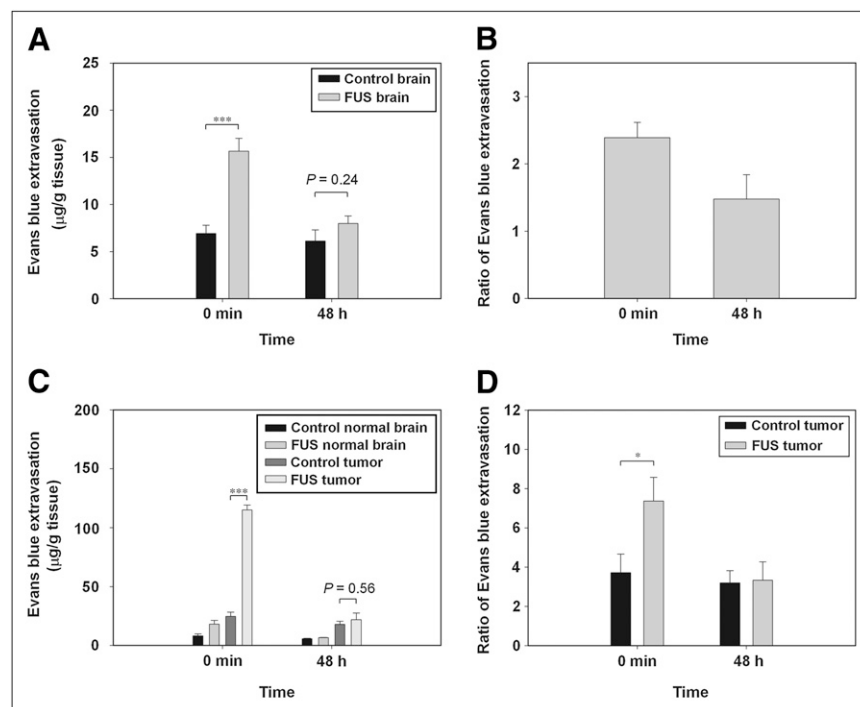 A
Evans blue extravasation
(µg/g tissue)
25
20
15
10
5
0
Control brain
FUS brain
***
P = 0.24
0 min
48 h
Time
B
Ratio of Evans blue extravasation
3
2
1
0
0 min
48 h
Time
C
Evans blue extravasation
(µg/g tissue)
200
150
100
50
0
Control normal brain
FUS normal brain
Control tumor
FUS tumor
***
P = 0.56
0 min
48 h
Time
D
Ratio of Evans blue extravasation
12
10
8
6
4
2
0
Control tumor
FUS tumor
*
0 min
48 h
Time